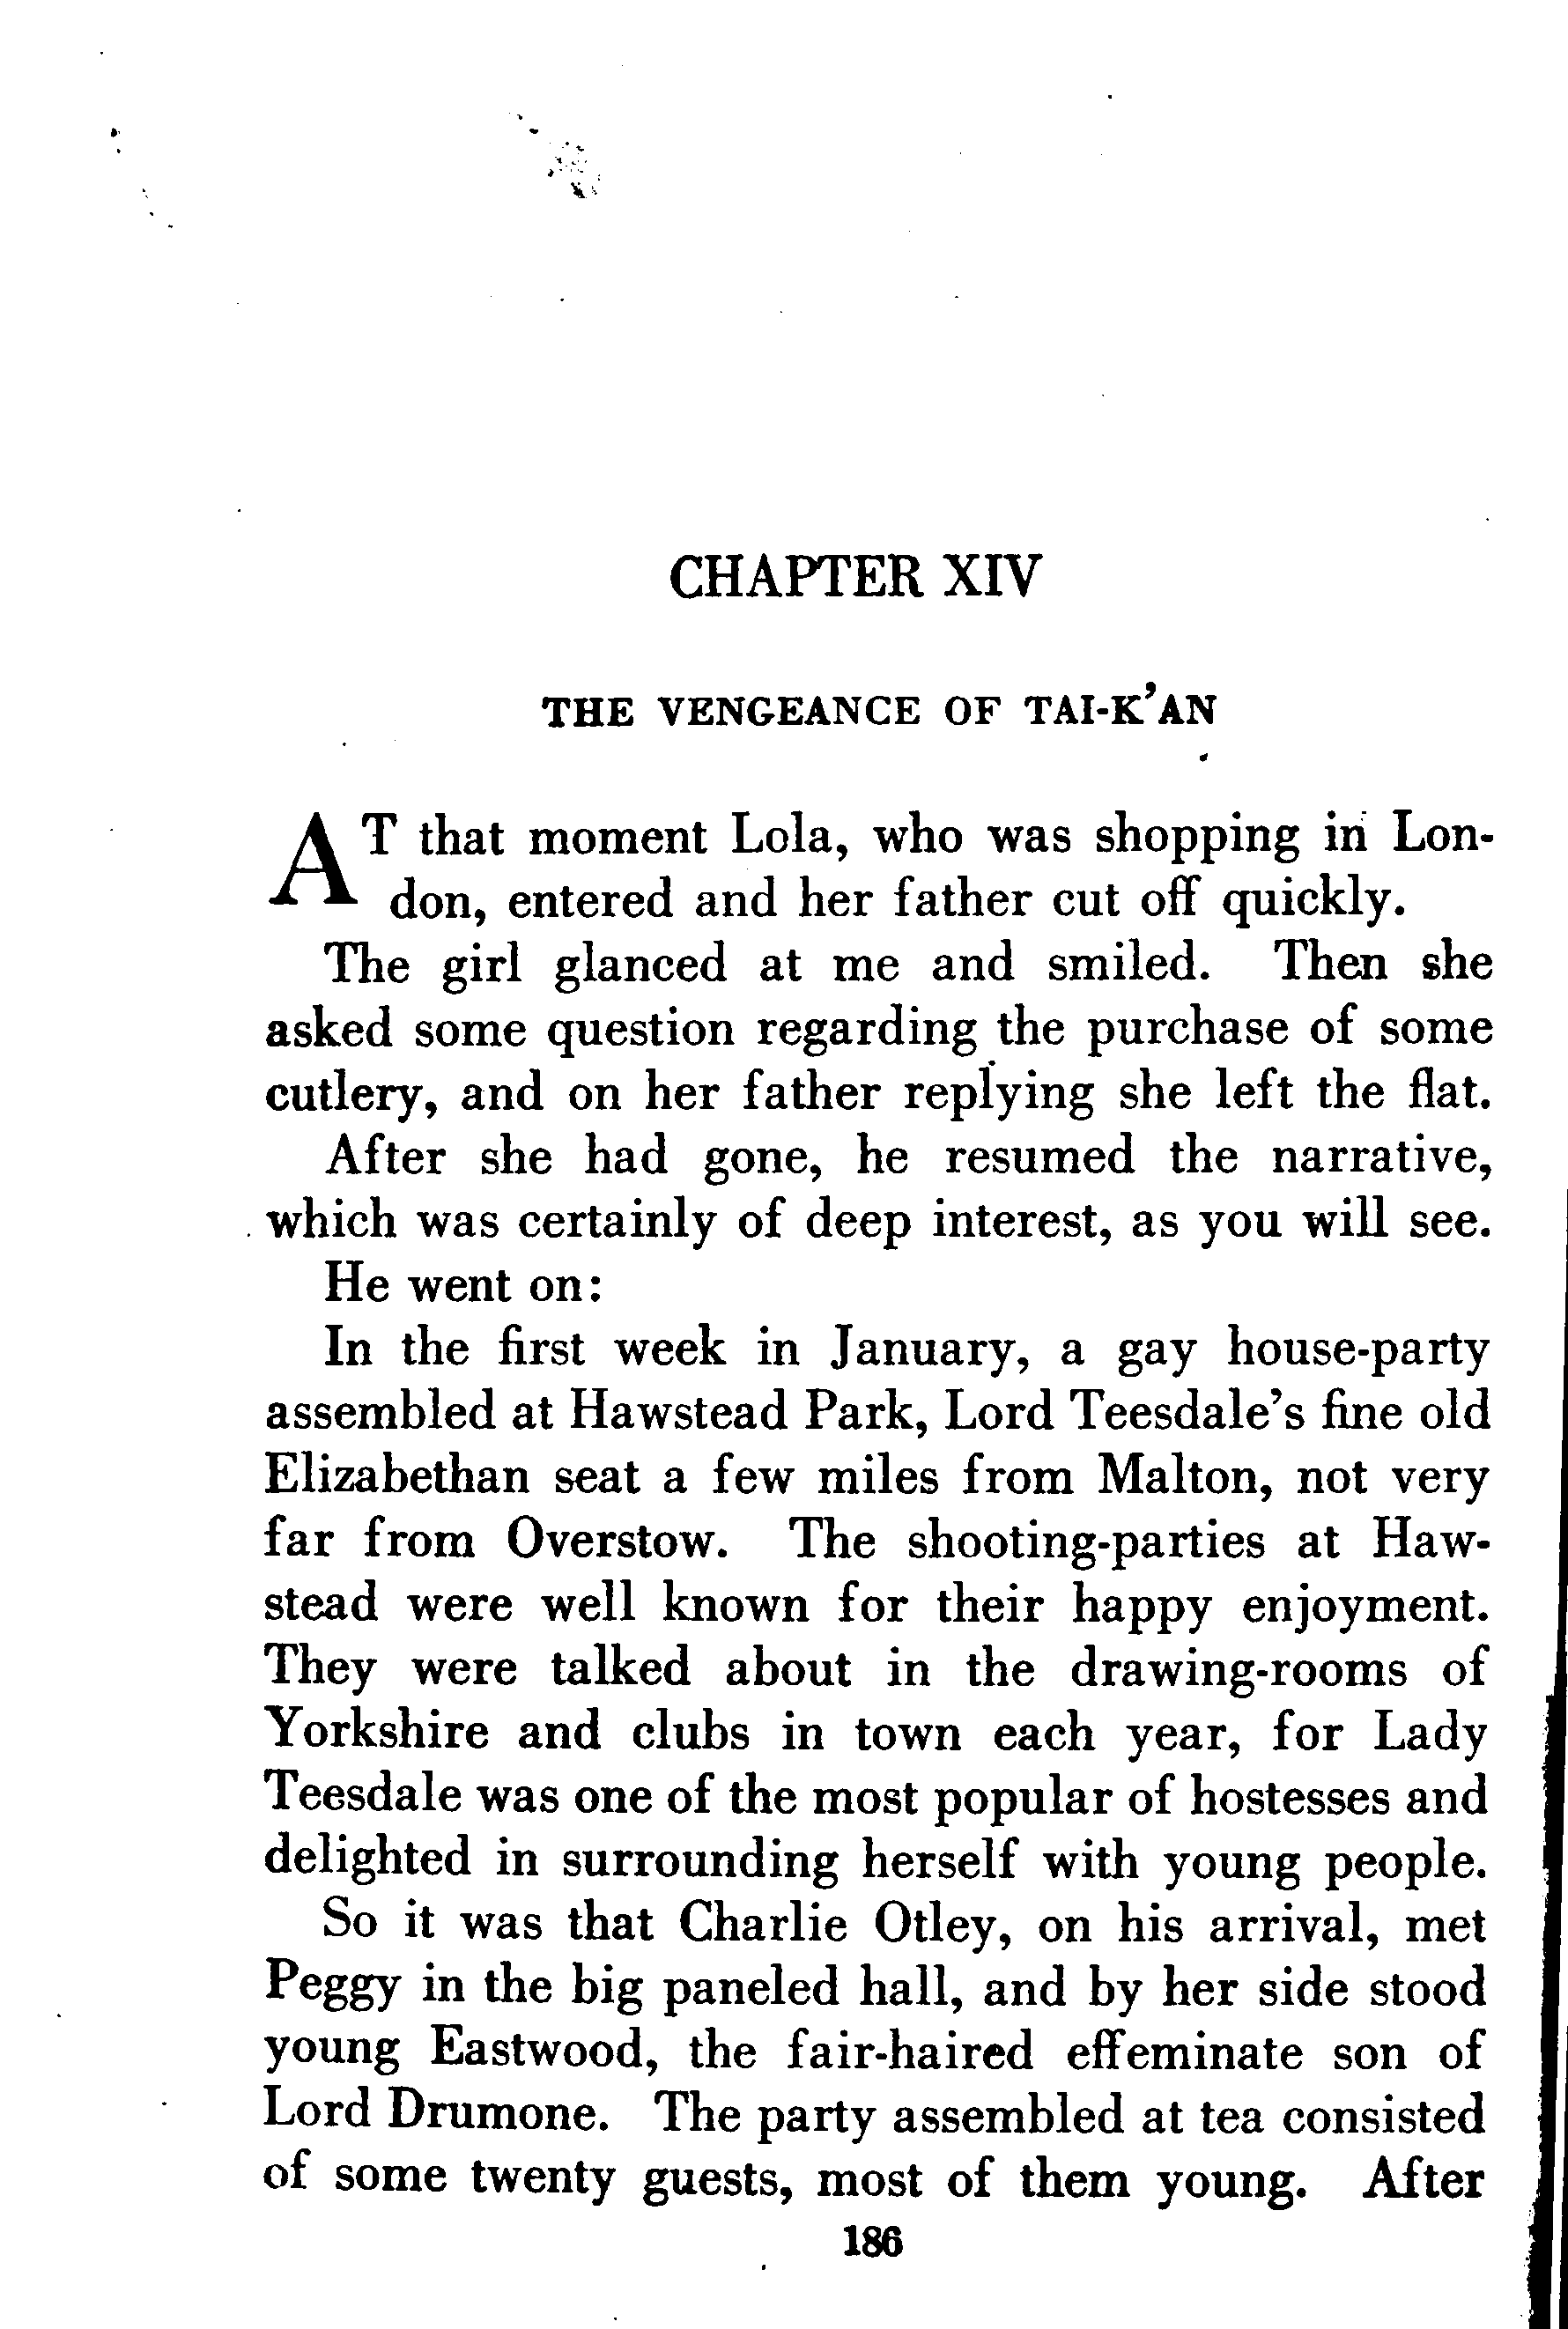 CHAPTER XIV
THE VENGEANCE OF TAI-K'AN
AT that moment Lola, who was shopping in Lon-
don, entered and her father cut off quickly.
The girl glanced at me and smiled. Then she
asked some question regarding the purchase of some
cutlery, and on her father replying she left the flat.
After she had gone, he resumed the narrative,
which was certainly of deep interest, as you will see.
He went on:
In the first week in January, a gay house-party
assembled at Hawstead Park, Lord Teesdale's fine old
Elizabethan seat a few miles from Malton, not very
far from Overstow. The shooting-parties at Haw-
stead were well known for their happy enjoyment.
They were talked about in the drawing-rooms of
Yorkshire and clubs in town each year, for Lady
Teesdale was one of the most popular of hostesses and
delighted in surrounding herself with young people.
So it was that Charlie Otley, on his arrival, met
Peggy in the big paneled hall, and by her side stood
young Eastwood, the fair-haired effeminate son of
Lord Drumone. The party assembled at tea consisted
of some twenty guests, most of them young. After
186